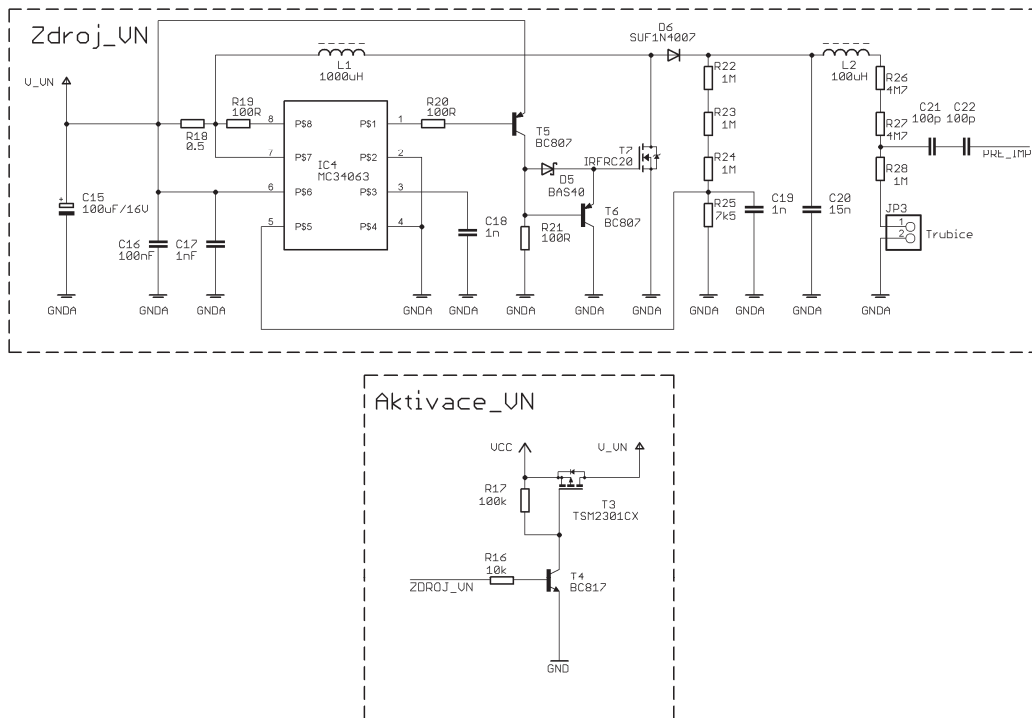 Zdroj_VN
V_VN
D6
SUF1N4007
L1
1000uH
L2
100uH
R22
1M
R26
4M7
R19
100R
R20
100R
R23
1M
C21
100p
C22
100p
PRE_IMP
R27
4M7
R18
0.5
8
P$8
P$1
1
T5
BC807
T7
IRFRC20
R24
1M
R28
1M
7
P$7
P$2
2
IC4
MC34063
D5
BAS40
C15
100uF/16V
6
P$6
P$3
3
T6
BC807
R25
7k5
C19
1n
C20
15n
JP3
1
2
Trubice
C16
100nF
C17
1nF
5
P$5
P$4
4
C18
1n
R21
100R
GNDA
GNDA
GNDA
GNDA
GNDA
GNDA
GNDA
GNDA
GNDA
GNDA
GNDA
Aktivace_VN
VCC
V_VN
R17
100k
T3
TSM2301CX
R16
10k
ZDROJ_VN
T4
BC817
GND